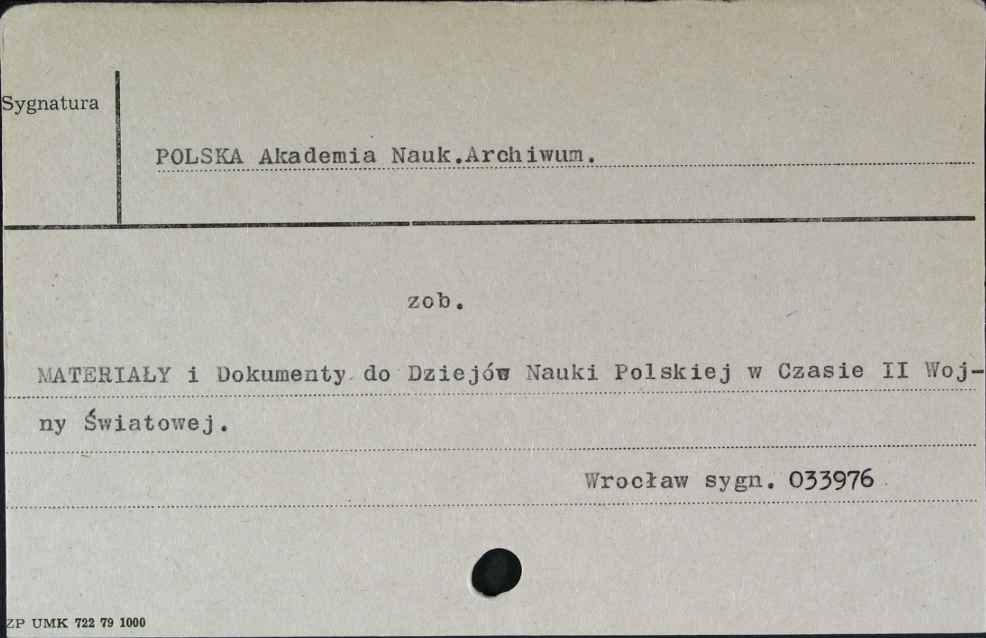 Sygnatura
POLSKA Akademia Nauk.Archiwum.
zob.
MATERIAŁY i Dokumenty do Dziejów Nauki Polskiej w Czasie II Woj-
ny Światowej.
Wrocław sygn. 033976
ZP UMK 722 79 1000